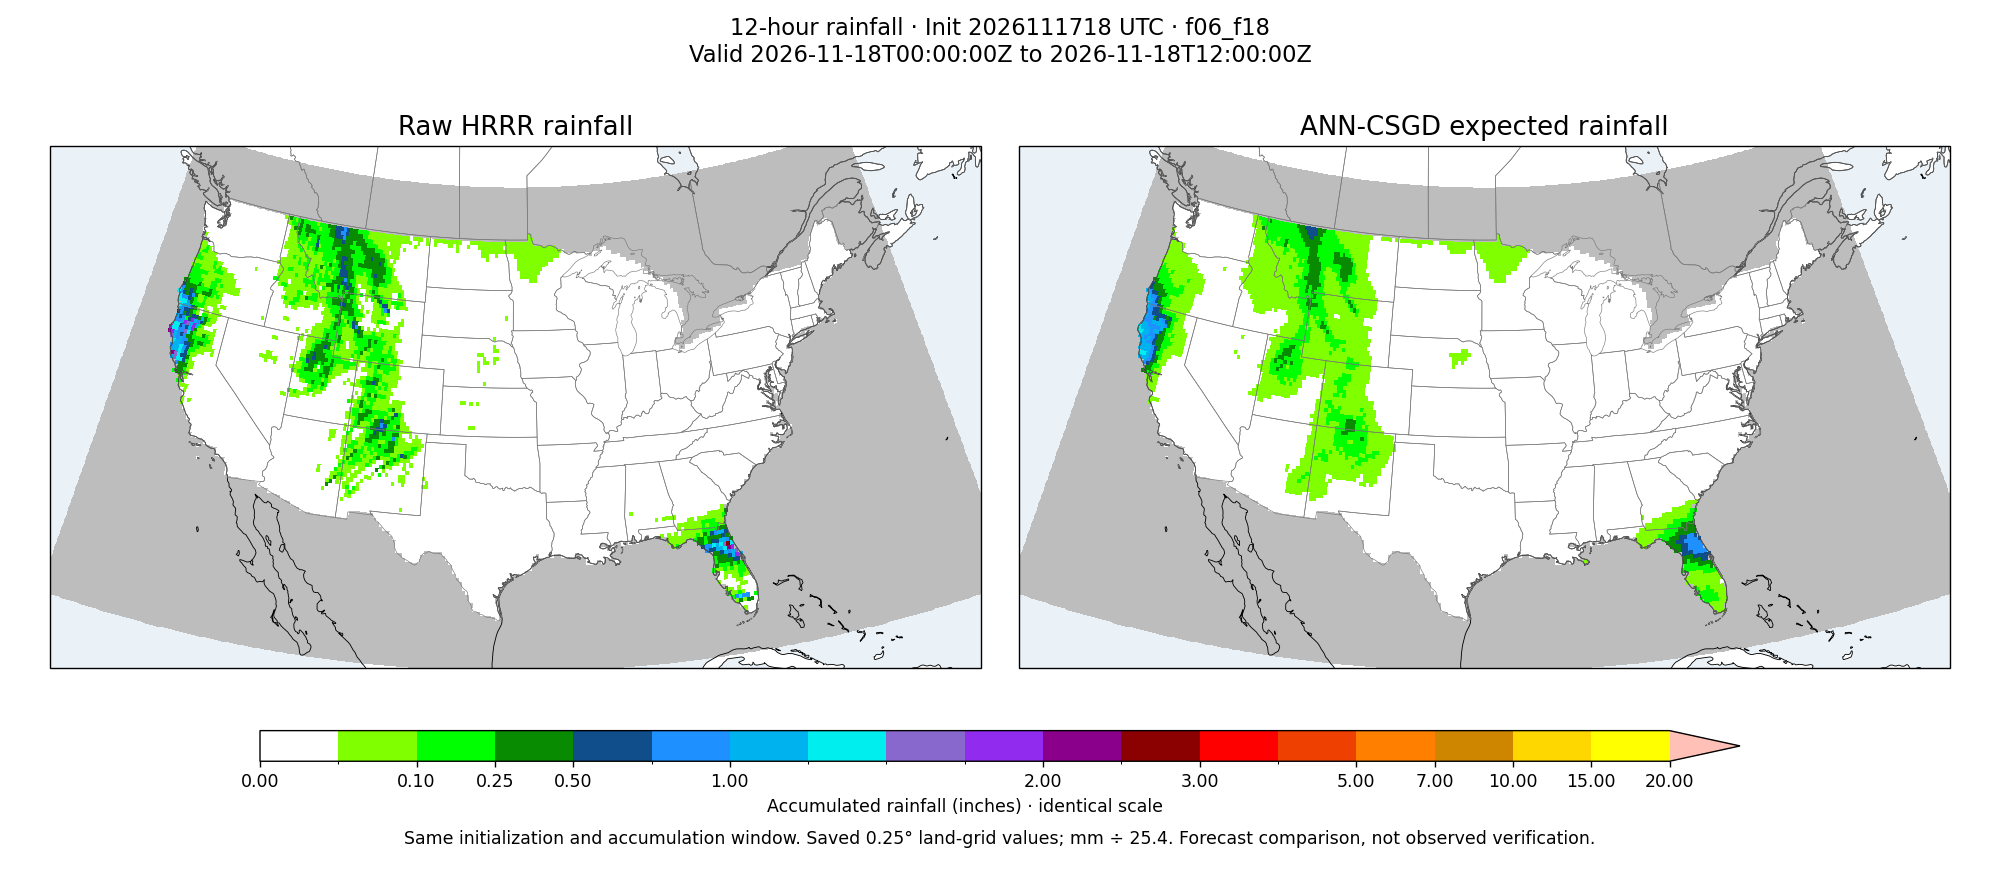 12-hour rainfall · Init 2026111718 UTC · f06_f18
Valid 2026-11-18T00:00:00Z to 2026-11-18T12:00:00Z
Raw HRRR rainfall
ANN-CSGD expected rainfall
0.00 0.10 0.25 0.50 1.00 2.00 3.00 5.00 7.00 10.00 15.00 20.00
Accumulated rainfall (inches) · identical scale
Same initialization and accumulation window. Saved 0.25° land-grid values; mm ÷ 25.4. Forecast comparison, not observed verification.